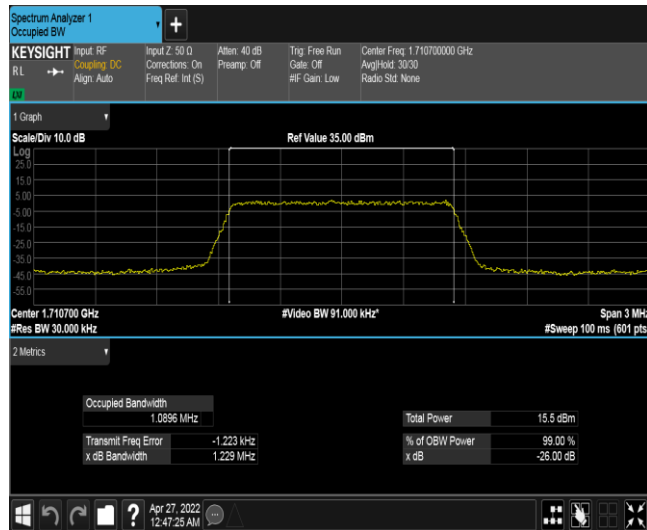 Spectrum Analyzer 1
Occupied BW
+
KEYSIGHT
RL
Input: RF
Coupling: DC
Align: Auto
Input Z: 50 Ω
Corrections: On
Freq Ref: Int (S)
Atten: 40 dB
Preamp: Off
Trig: Free Run
Gate: Off
#IF Gain: Low
Center Freq: 1.710700000 GHz
Avg|Hold: 30/30
Radio Std: None
1 Graph
Scale/Div 10.0 dB
Ref Value 35.00 dBm
Log
25.0
15.0
5.00
-5.00
-15.0
-25.0
-35.0
-45.0
-55.0
Center 1.710700 GHz
#Video BW 91.000 kHz*
Span 3 MHz
#Res BW 30.000 kHz
#Sweep 100 ms (601 pts
2 Metrics
Occupied Bandwidth
1.0896 MHz
Total Power 15.5 dBm
Transmit Freq Error -1.223 kHz
% of OBW Power 99.00 %
x dB Bandwidth 1.229 MHz
x dB -26.00 dB
?
Apr 27, 2022
12:47:25 AM